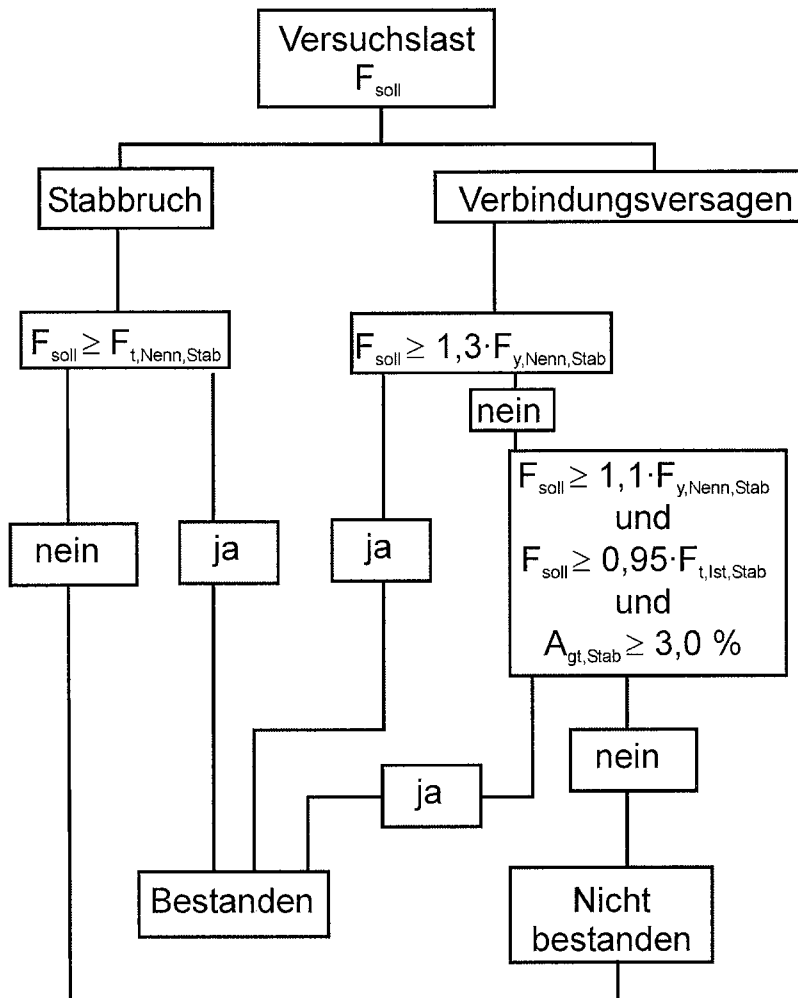 Versuchslast
F_soll
Stabbruch
Verbindungsversagen
F_soll ≥ F_t,Nenn,Stab
F_soll ≥ 1,3·F_y,Nenn,Stab
nein
F_soll ≥ 1,1·F_y,Nenn,Stab
und
F_soll ≥ 0,95·F_t,Ist,Stab
und
A_gt,Stab ≥ 3,0 %
nein
ja
ja
nein
ja
Bestanden
Nicht
bestanden